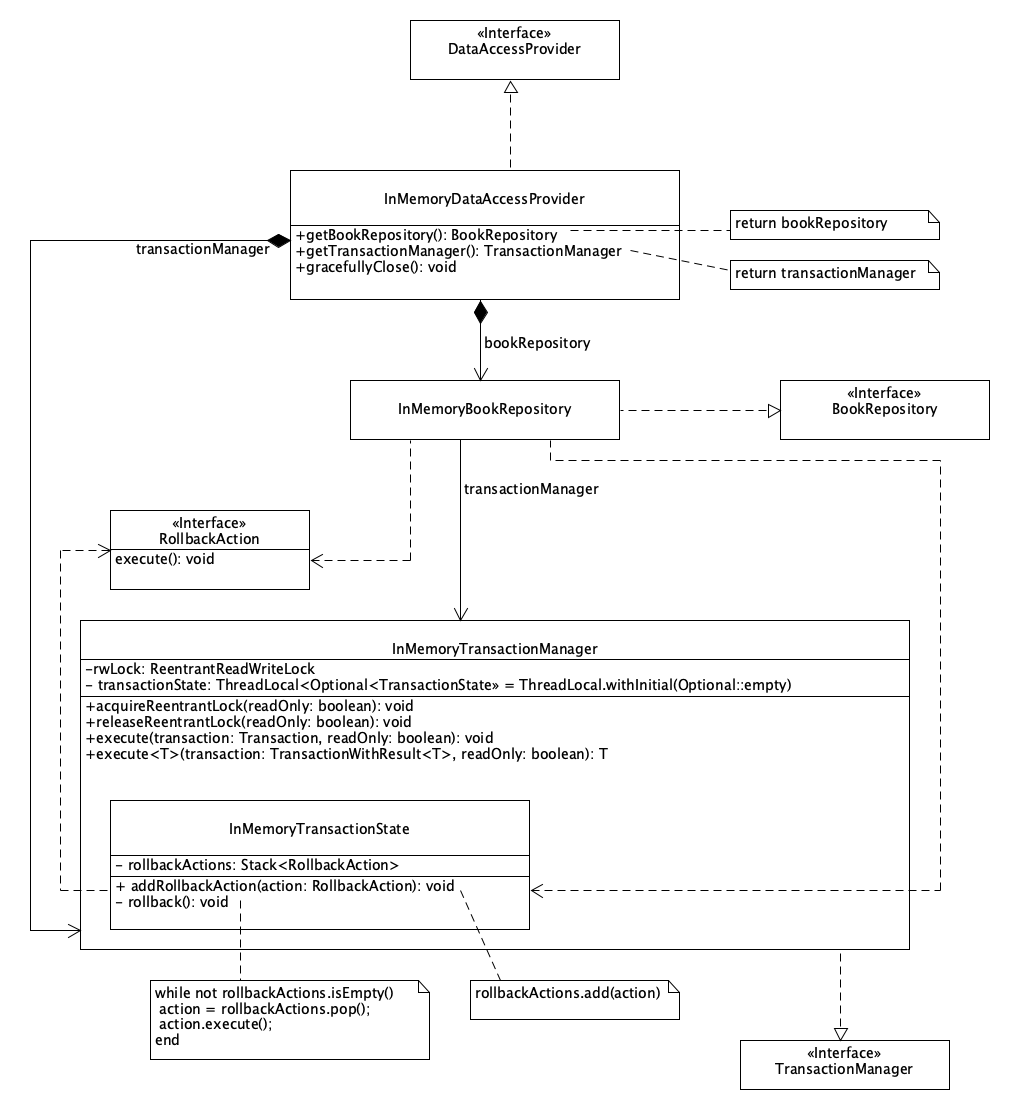 «Interface»
DataAccessProvider
InMemoryDataAccessProvider
+getBookRepository(): BookRepository
+getTransactionManager(): TransactionManager
+gracefullyClose(): void
return bookRepository
return transactionManager
transactionManager
bookRepository
InMemoryBookRepository
«Interface»
BookRepository
transactionManager
«Interface»
RollbackAction
execute(): void
InMemoryTransactionManager
-rwLock: ReentrantReadWriteLock
- transactionState: ThreadLocal<Optional<TransactionState» = ThreadLocal.withInitial(Optional::empty)
+acquireReentrantLock(readOnly: boolean): void
+releaseReentrantLock(readOnly: boolean): void
+execute(transaction: Transaction, readOnly: boolean): void
+execute<T>(transaction: TransactionWithResult<T>, readOnly: boolean): T
InMemoryTransactionState
- rollbackActions: Stack<RollbackAction>
+ addRollbackAction(action: RollbackAction): void
- rollback(): void
while not rollbackActions.isEmpty()
action = rollbackActions.pop();
action.execute();
end
rollbackActions.add(action)
«Interface»
TransactionManager